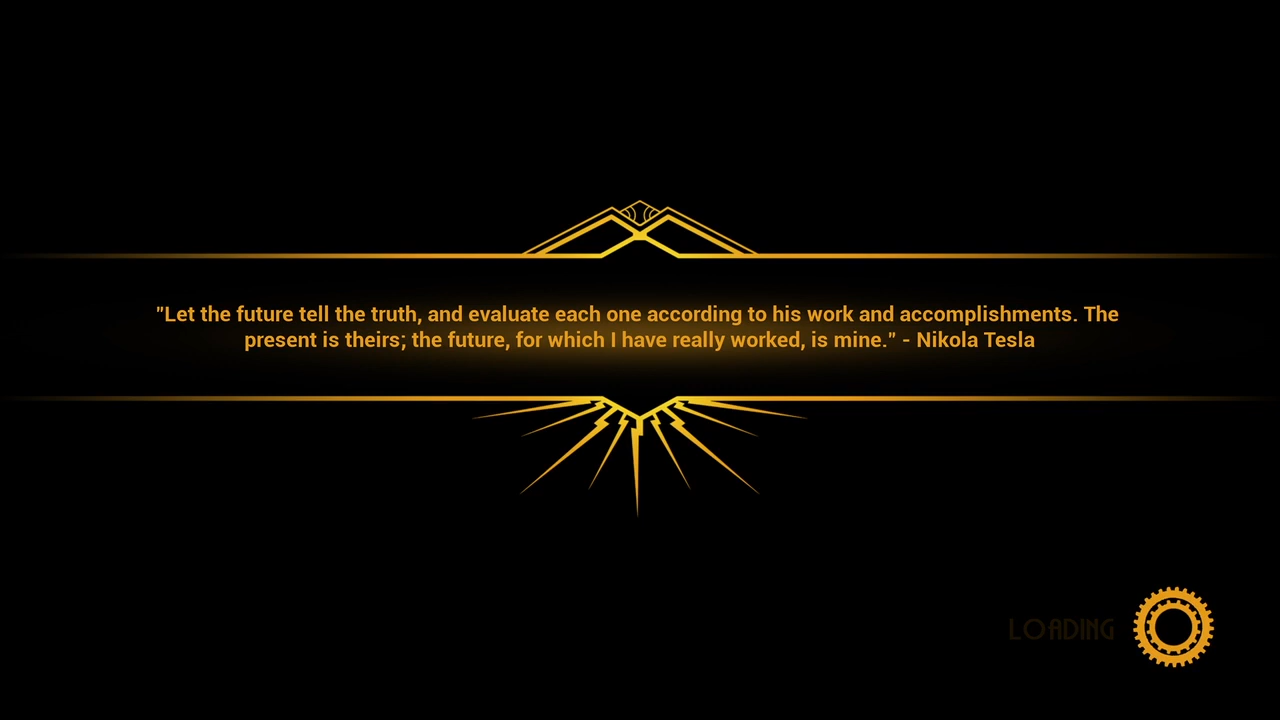 "Let the future tell the truth, and evaluate each one according to his work and accomplishments. The
present is theirs; the future, for which I have really worked, is mine." - Nikola Tesla
LOADING